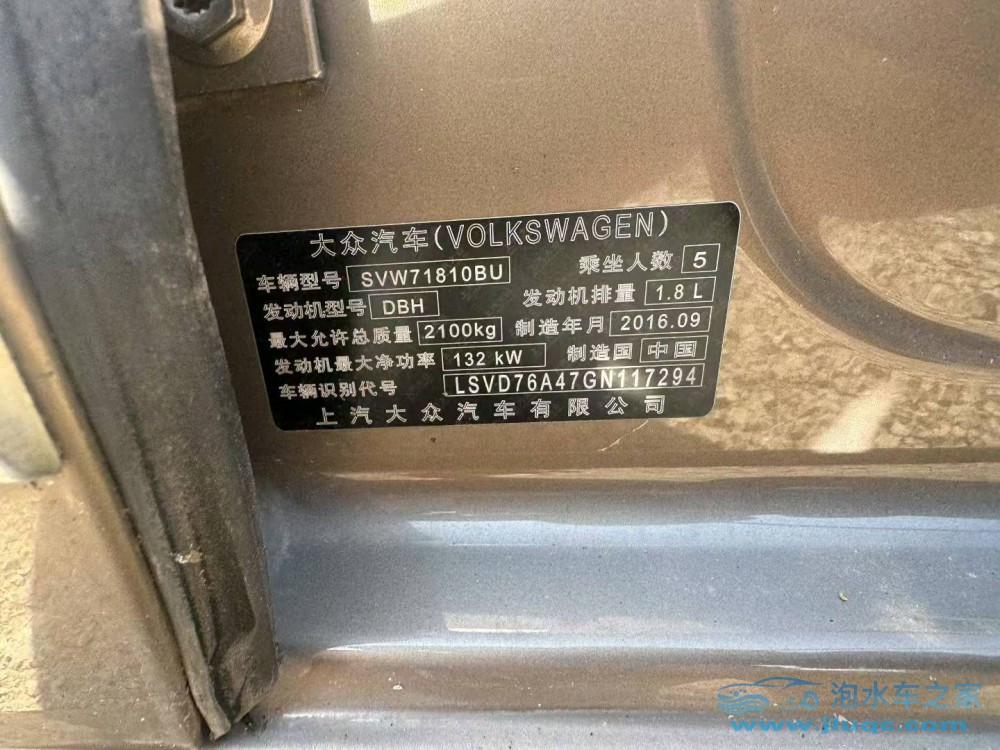 大众汽车(VOLKSWAGEN)
车辆型号 SVW71810BU 乘坐人数 5
发动机型号 DBH 发动机排量 1.8 L
最大允许总质量 2100kg 制造年月 2016.09
发动机最大净功率 132 kW 制造国 中国
车辆识别代号 LSVD76A47GN117294
上汽大众汽车有限公司
泡水车之家
www.jtuqc.com